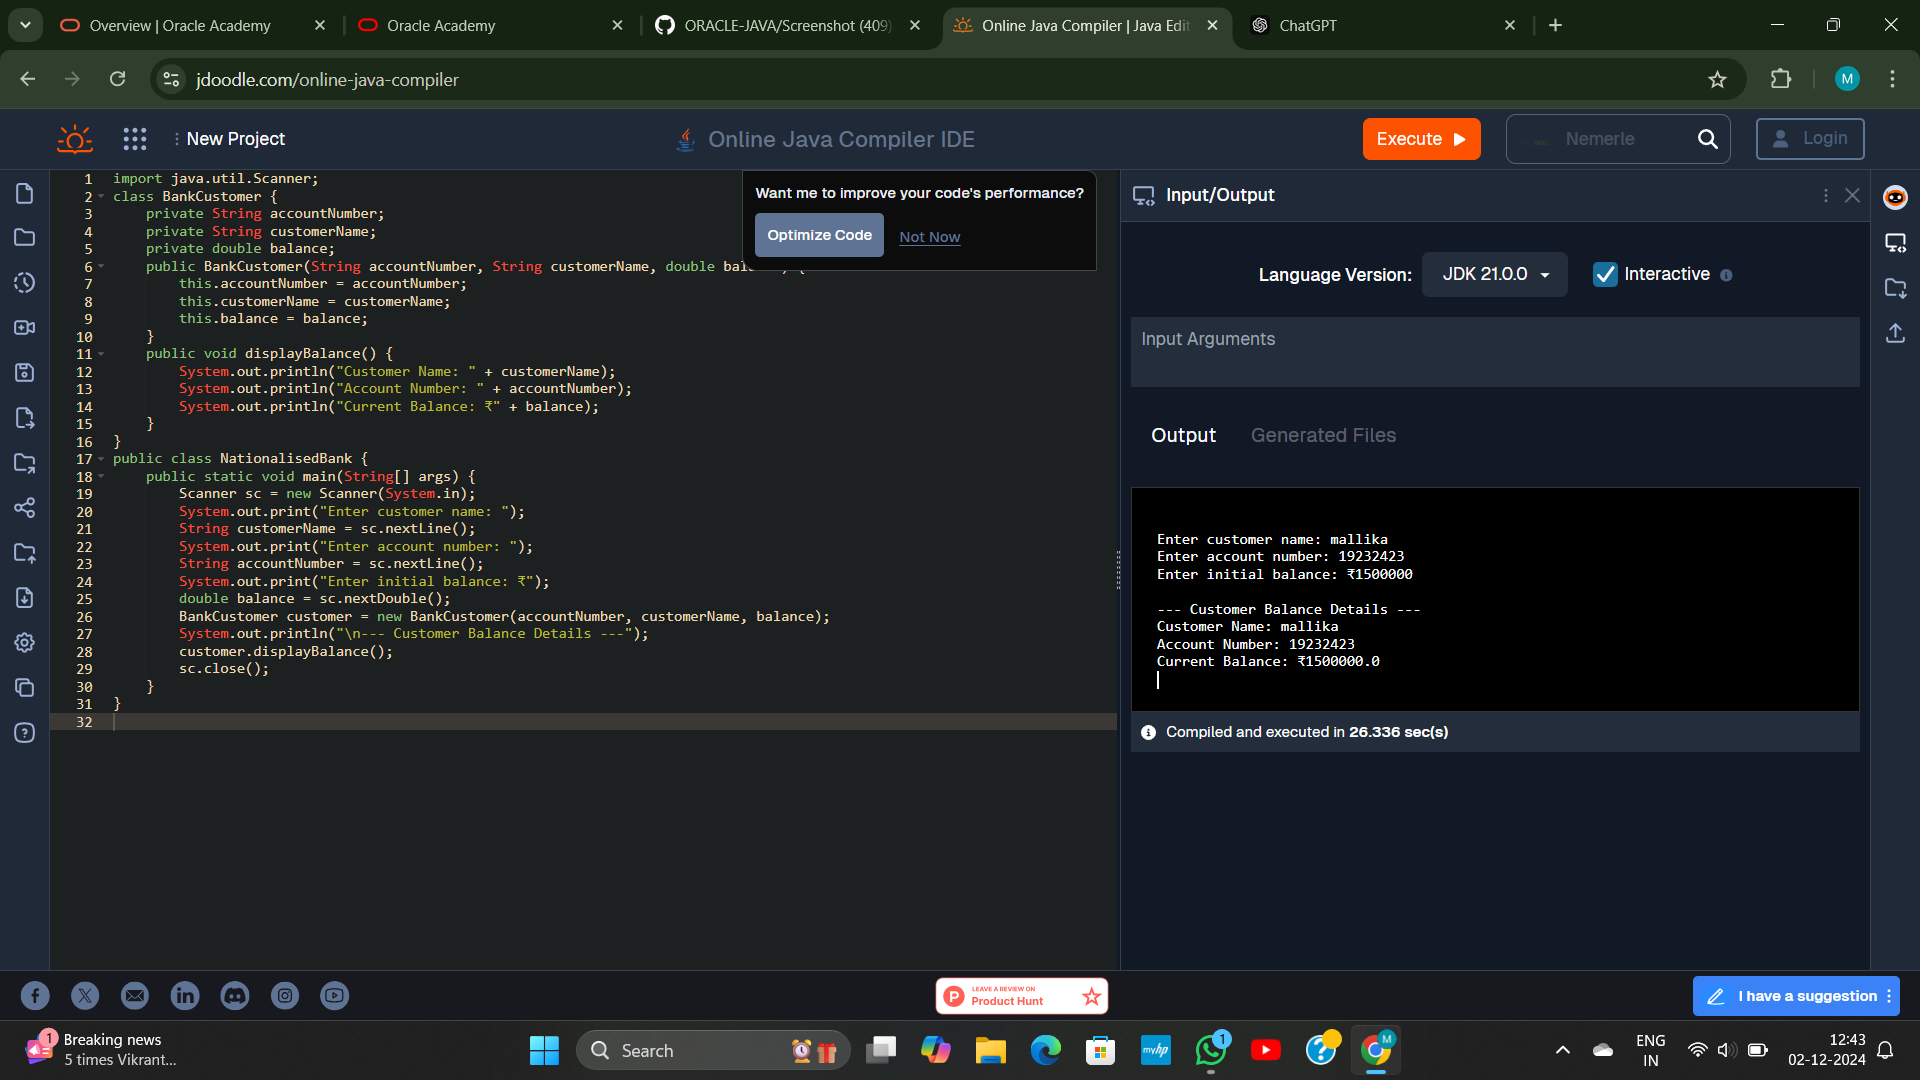 Overview | Oracle Academy
Oracle Academy
ORACLE-JAVA/Screenshot (409)
Online Java Compiler | Java Edit
ChatGPT
jdoodle.com/online-java-compiler
M
New Project
Online Java Compiler IDE
Execute
Nemerle
Login
1 import java.util.Scanner;
2 class BankCustomer {
3 private String accountNumber;
4 private String customerName;
5 private double balance;
6 public BankCustomer(String accountNumber, String customerName, double bal
7 this.accountNumber = accountNumber;
8 this.customerName = customerName;
9 this.balance = balance;
10 }
11 public void displayBalance() {
12 System.out.println("Customer Name: " + customerName);
13 System.out.println("Account Number: " + accountNumber);
14 System.out.println("Current Balance: ₹" + balance);
15 }
16 }
17 public class NationalisedBank {
18 public static void main(String[] args) {
19 Scanner sc = new Scanner(System.in);
20 System.out.print("Enter customer name: ");
21 String customerName = sc.nextLine();
22 System.out.print("Enter account number: ");
23 String accountNumber = sc.nextLine();
24 System.out.print("Enter initial balance: ₹");
25 double balance = sc.nextDouble();
26 BankCustomer customer = new BankCustomer(accountNumber, customerName, balance);
27 System.out.println("\n--- Customer Balance Details ---");
28 customer.displayBalance();
29 sc.close();
30 }
31 }
32
Want me to improve your code's performance?
Optimize Code
Not Now
Input/Output
Language Version:
JDK 21.0.0
Interactive
Input Arguments
Output
Generated Files
Enter customer name: mallika
Enter account number: 19232423
Enter initial balance: ₹1500000
--- Customer Balance Details ---
Customer Name: mallika
Account Number: 19232423
Current Balance: ₹1500000.0
Compiled and executed in 26.336 sec(s)
LEAVE A REVIEW ON
Product Hunt
I have a suggestion
1
Breaking news
5 times Vikrant...
Search
myhp
1
M
ENG
IN
12:43
02-12-2024